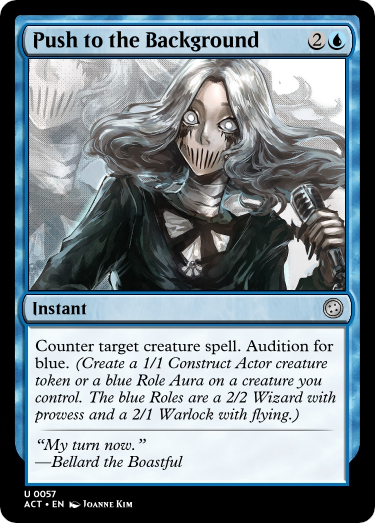 Push to the Background 2
Instant
Counter target creature spell. Audition for
blue. (Create a 1/1 Construct Actor creature
token or a blue Role Aura on a creature you
control. The blue Roles are a 2/2 Wizard with
prowess and a 2/1 Warlock with flying.)
“My turn now.”
—Bellard the Boastful
U 0057
ACT • EN Joanne Kim